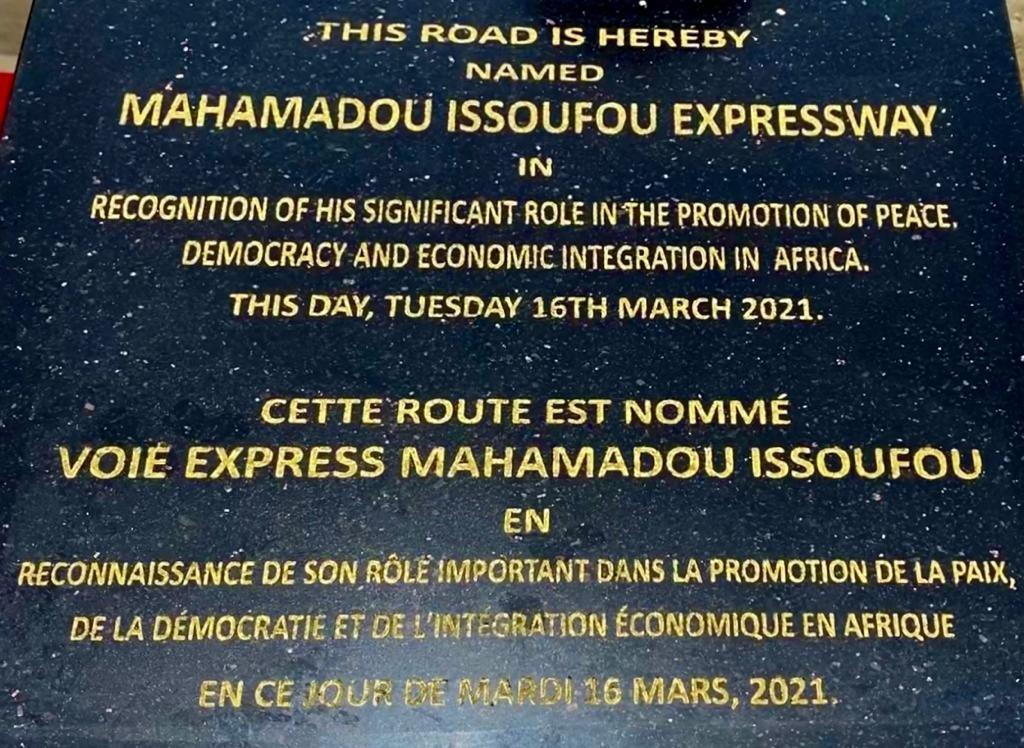 THIS ROAD IS HEREBY
NAMED
MAHAMADOU ISSOUFOU EXPRESSWAY
IN
RECOGNITION OF HIS SIGNIFICANT ROLE IN THE PROMOTION OF PEACE,
DEMOCRACY AND ECONOMIC INTEGRATION IN AFRICA.
THIS DAY, TUESDAY 16TH MARCH 2021.
CETTE ROUTE EST NOMMÉ
VOIE EXPRESS MAHAMADOU ISSOUFOU
EN
RECONNAISSANCE DE SON RÔLE IMPORTANT DANS LA PROMOTION DE LA PAIX,
DE LA DÉMOCRATIE ET DE L'INTÉGRATION ÉCONOMIQUE EN AFRIQUE
EN CE JOUR DE MARDI 16 MARS, 2021.